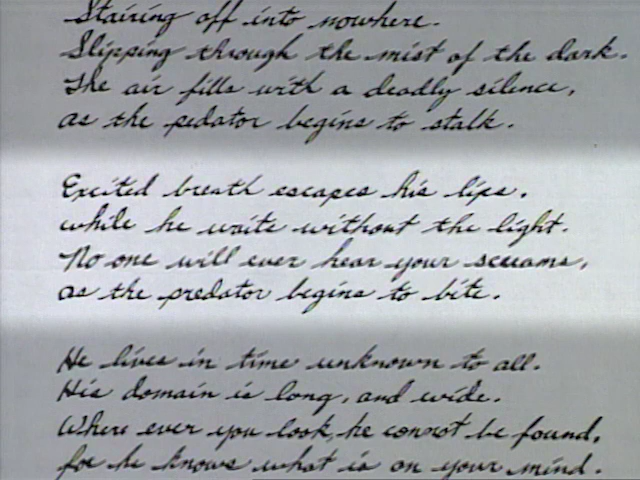 Stairing off into nowhere.
Slipping through the mist of the dark.
The air fills with a deadly silence,
as the pedator begins to stalk.
Excited breath escapes his lips,
while he waits without the light.
No one will ever hear your screams,
as the predator begins to bite.
He lives in time unknown to all.
His domain is long, and wide.
Where ever you look, he connot be found,
for he knows what is on your mind.